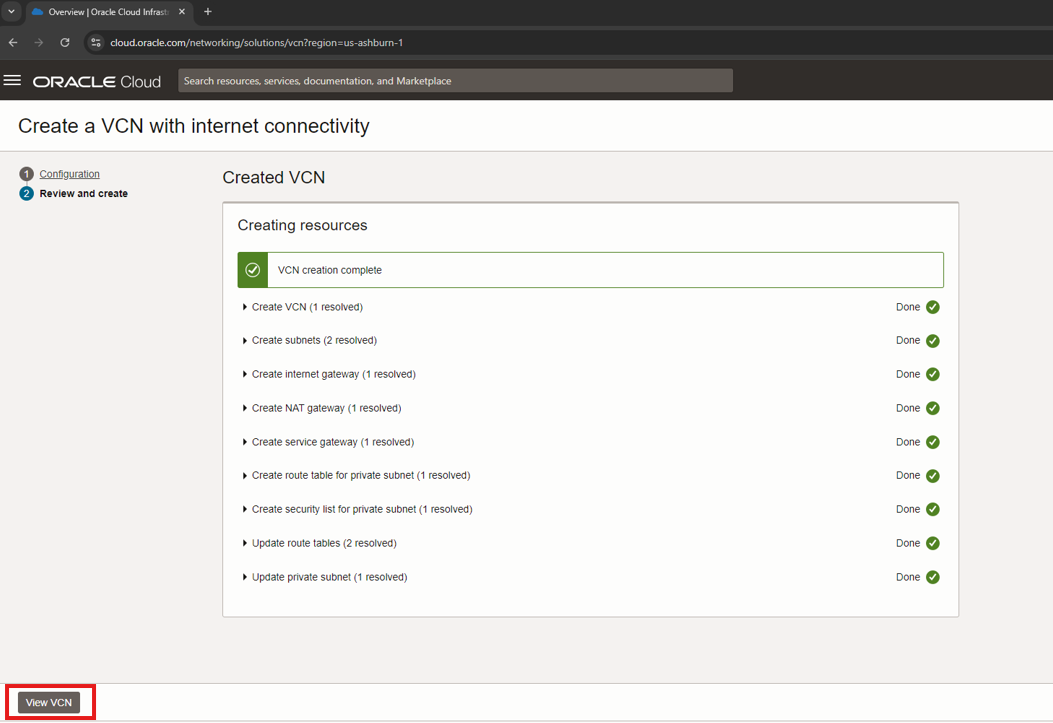 Overview | Oracle Cloud Infrast
cloud.oracle.com/networking/solutions/vcn?region=us-ashburn-1
ORACLE Cloud
Search resources, services, documentation, and Marketplace
Create a VCN with internet connectivity
1 Configuration
2 Review and create
Created VCN
Creating resources
VCN creation complete
Create VCN (1 resolved) Done
Create subnets (2 resolved) Done
Create internet gateway (1 resolved) Done
Create NAT gateway (1 resolved) Done
Create service gateway (1 resolved) Done
Create route table for private subnet (1 resolved) Done
Create security list for private subnet (1 resolved) Done
Update route tables (2 resolved) Done
Update private subnet (1 resolved) Done
View VCN